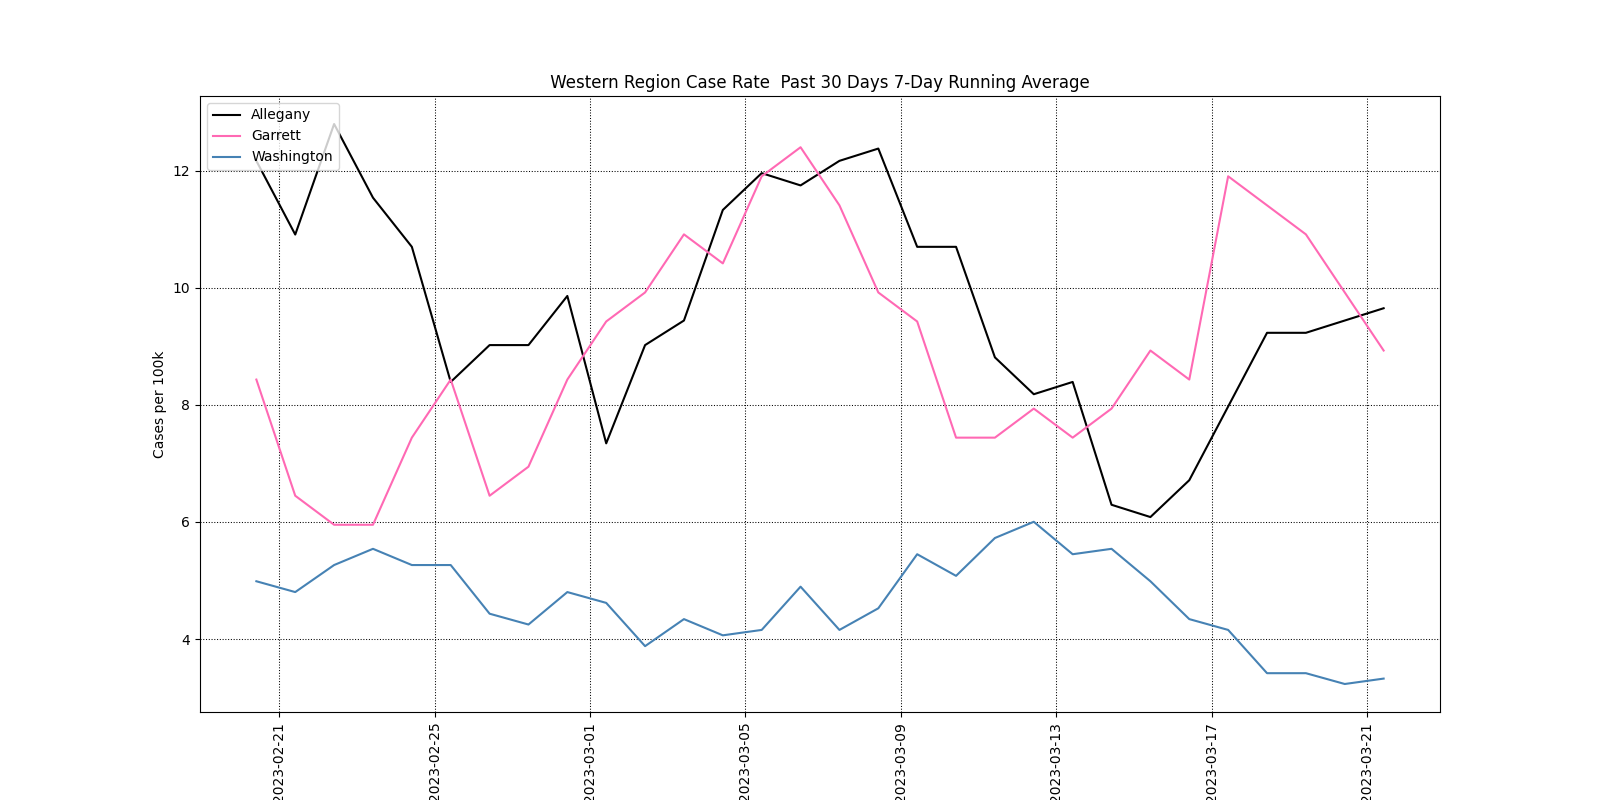 Western Region Case Rate  Past 30 Days 7-Day Running Average
Allegany
Garrett
Washington
Cases per 100k
12
10
8
6
4
2023-02-21
2023-02-25
2023-03-01
2023-03-05
2023-03-09
2023-03-13
2023-03-17
2023-03-21